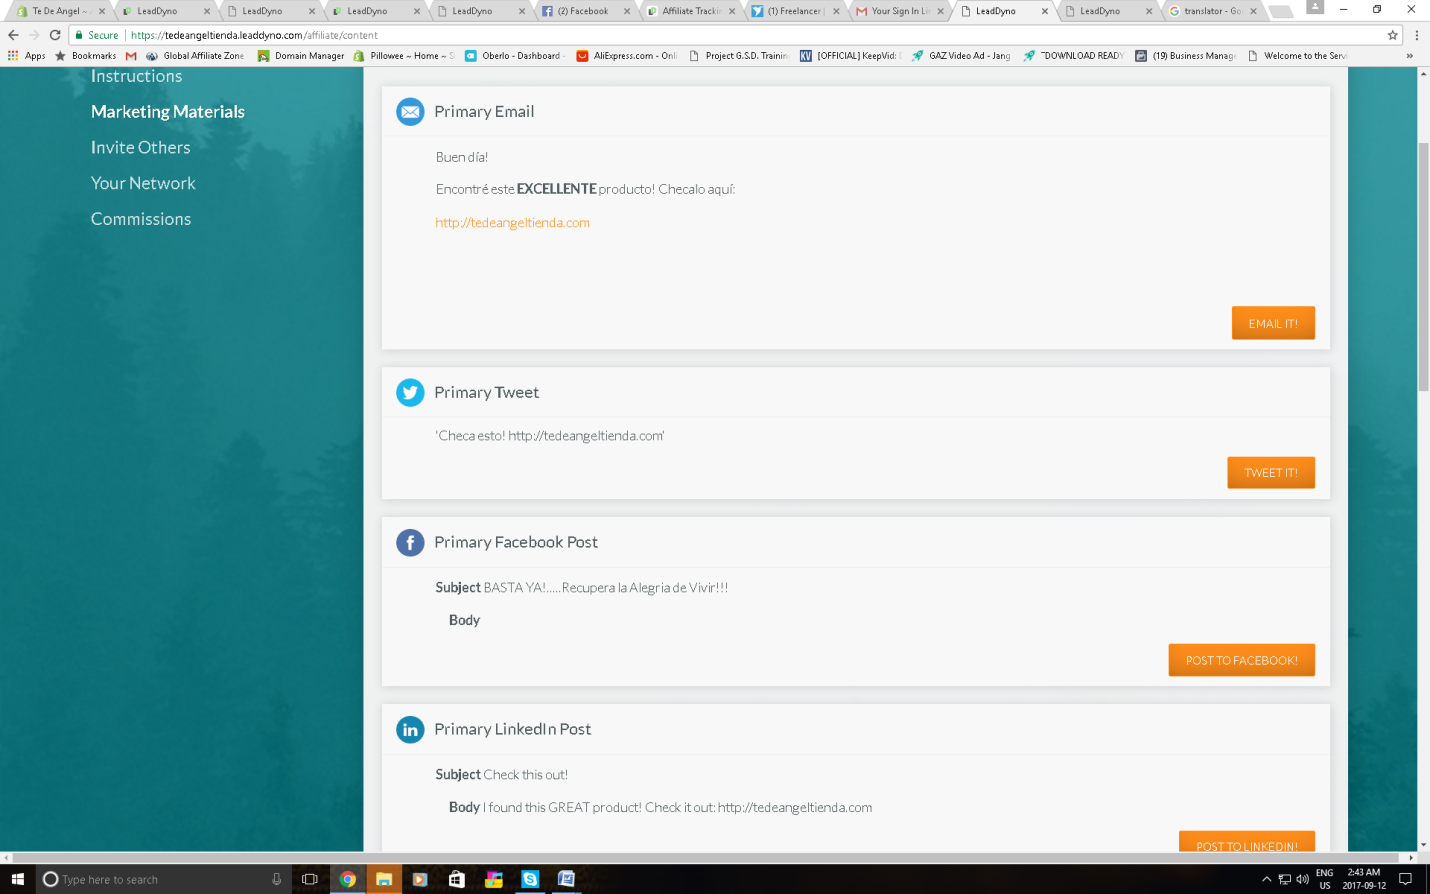 Te De Angel ~
LeadDyno
LeadDyno
LeadDyno
LeadDyno
(2) Facebook
Affiliate Trackin
(1) Freelancer |
Your Sign In Li
LeadDyno
LeadDyno
translator - Go
Secure
https://tedeangeltienda.leaddyno.com/affiliate/content
Apps
Bookmarks
Global Affiliate Zone
Domain Manager
Pillowee ~ Home ~ S
Oberlo - Dashboard -
AliExpress.com - Onli
Project G.S.D. Training
[OFFICIAL] KeepVid:
GAZ Video Ad - Jang
"DOWNLOAD READY
(19) Business Manage
Welcome to the Servi
»
Instructions
Marketing Materials
Invite Others
Your Network
Commissions
Primary Email
Buen día!
Encontré este EXCELLENTE producto! Checalo aquí:
http://tedeangeltienda.com
EMAIL IT!
Primary Tweet
'Checa esto! http://tedeangeltienda.com'
TWEET IT!
Primary Facebook Post
Subject BASTA YA!.....Recupera la Alegria de Vivir!!!
Body
POST TO FACEBOOK!
Primary LinkedIn Post
Subject Check this out!
Body I found this GREAT product! Check it out: http://tedeangeltienda.com
POST TO LINKEDIN!
Type here to search
ENG
US
2:43 AM
2017-09-12